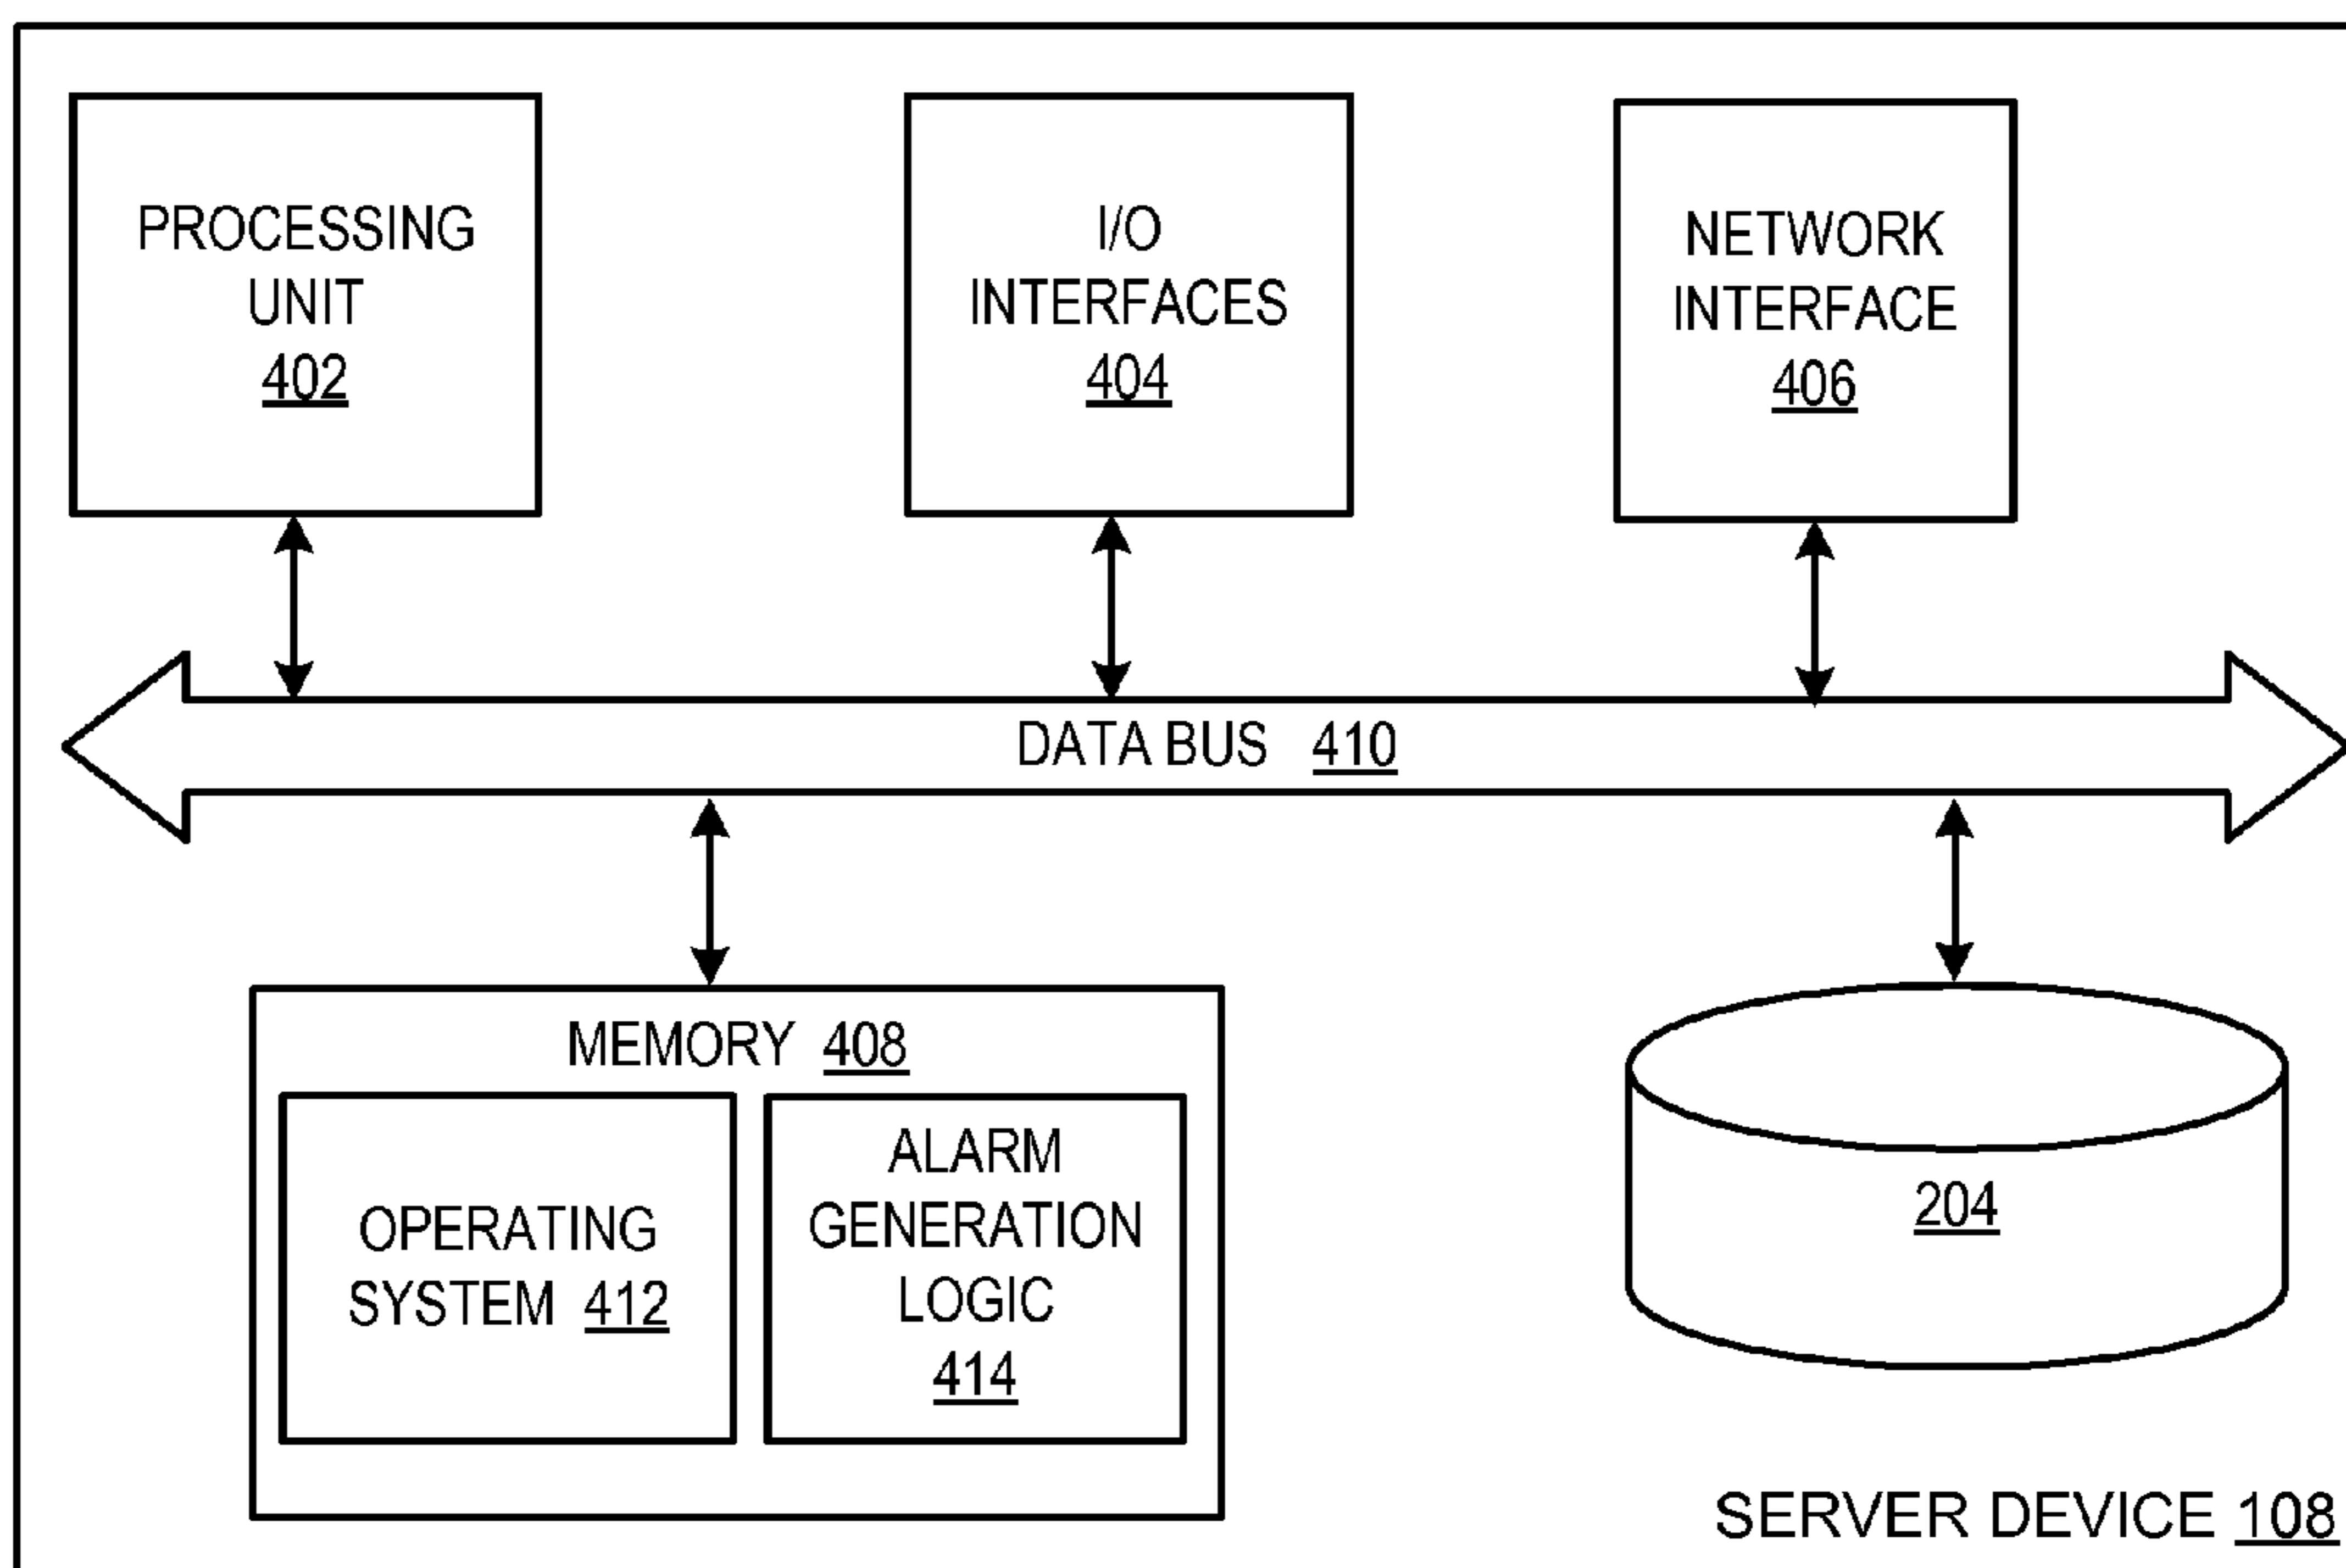 PROCESSING
UNIT
402
I/O
INTERFACES
404
NETWORK
INTERFACE
406
DATA BUS 410
MEMORY 408
OPERATING
SYSTEM 412
ALARM
GENERATION
LOGIC
414
204
SERVER DEVICE 108